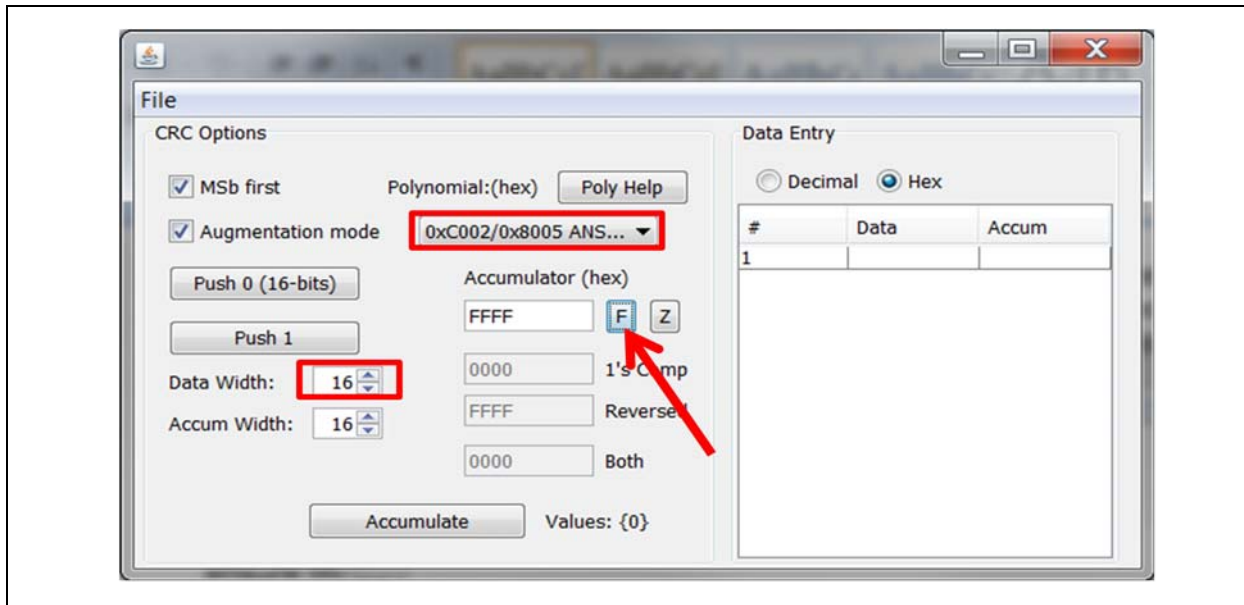 File
CRC Options
MSb first
Polynomial:(hex)
Poly Help
Augmentation mode
0xC002/0x8005 ANS...
Push 0 (16-bits)
Accumulator (hex)
FFFF
F
Z
Push 1
0000
1's Comp
Data Width:
16
FFFF
Reversed
Accum Width:
16
0000
Both
Accumulate
Values: {0}
Data Entry
Decimal
Hex
# Data Accum
1